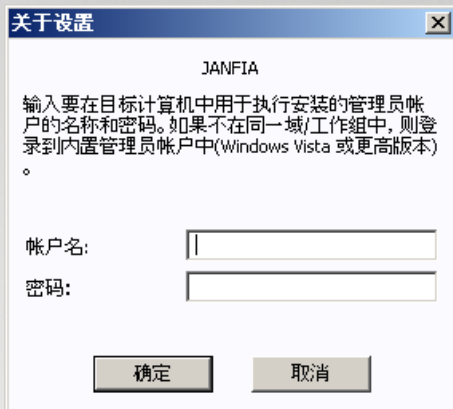 关于设置
JANFIA
输入要在目标计算机中用于执行安装的管理员帐
户的名称和密码。如果不在同一域/工作组中, 则登
录到内置管理员帐户中(Windows Vista 或更高版本)
。
帐户名:
密码:
确定
取消